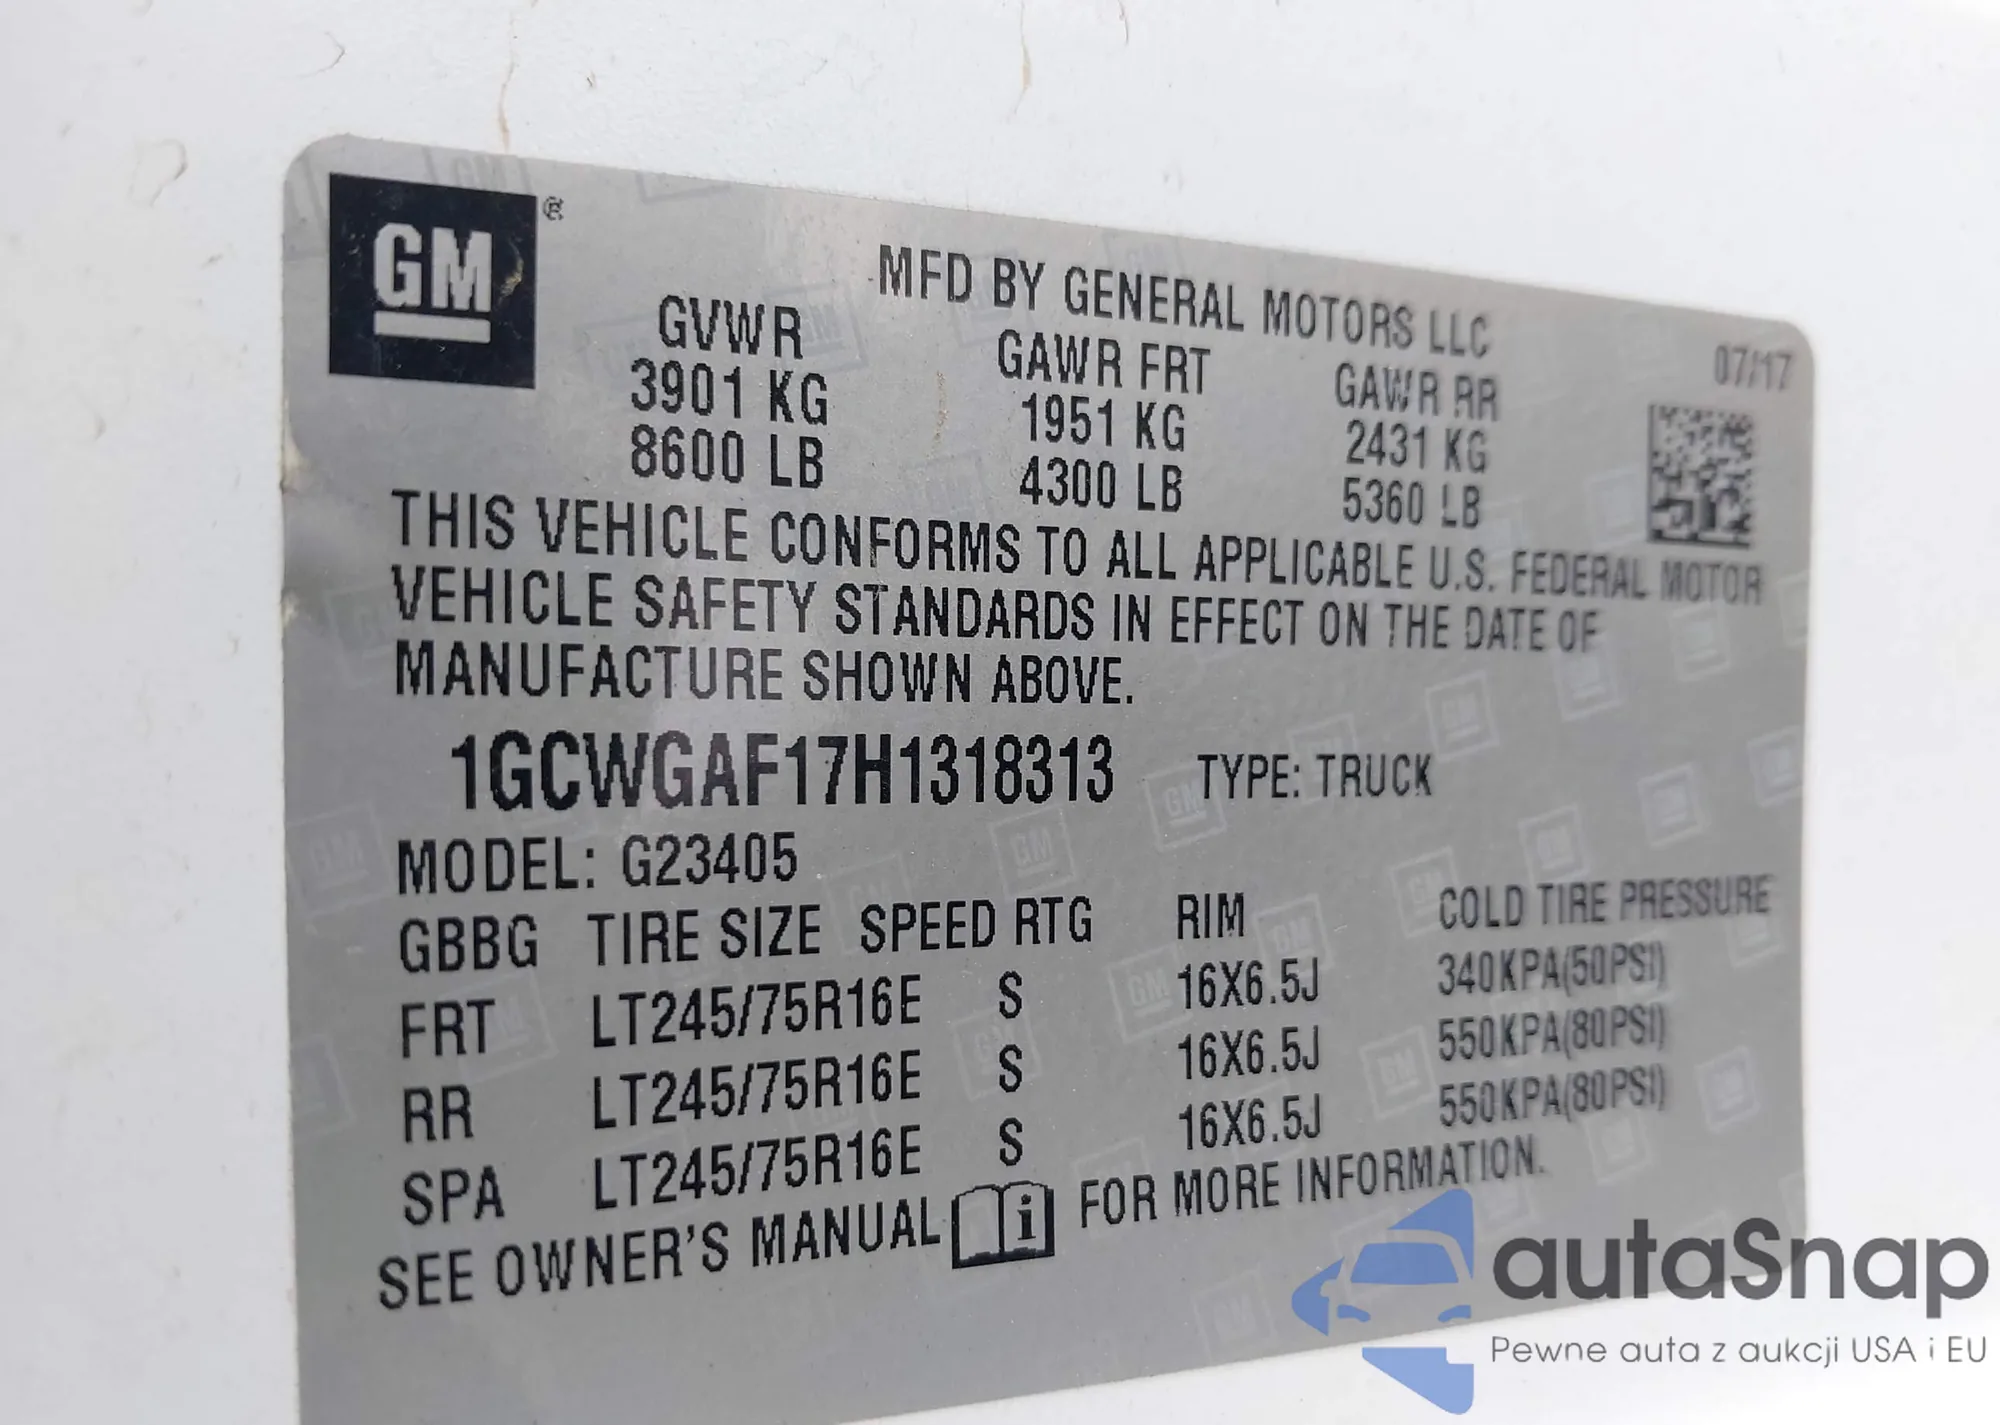 GM ®
MFD BY GENERAL MOTORS LLC
07/17
GVWR GAWR FRT GAWR RR
3901 KG 1951 KG 2431 KG
8600 LB 4300 LB 5360 LB
THIS VEHICLE CONFORMS TO ALL APPLICABLE U.S. FEDERAL MOTOR
VEHICLE SAFETY STANDARDS IN EFFECT ON THE DATE OF
MANUFACTURE SHOWN ABOVE.
1GCWGAF17H1318313 TYPE: TRUCK
MODEL: G23405
GBBG TIRE SIZE SPEED RTG RIM COLD TIRE PRESSURE
FRT LT245/75R16E S 16X6.5J 340KPA(50PSI)
RR LT245/75R16E S 16X6.5J 550KPA(80PSI)
SPA LT245/75R16E S 16X6.5J 550KPA(80PSI)
SEE OWNER'S MANUAL i FOR MORE INFORMATION.
autaSnap
Pewne auta z aukcji USA i EU